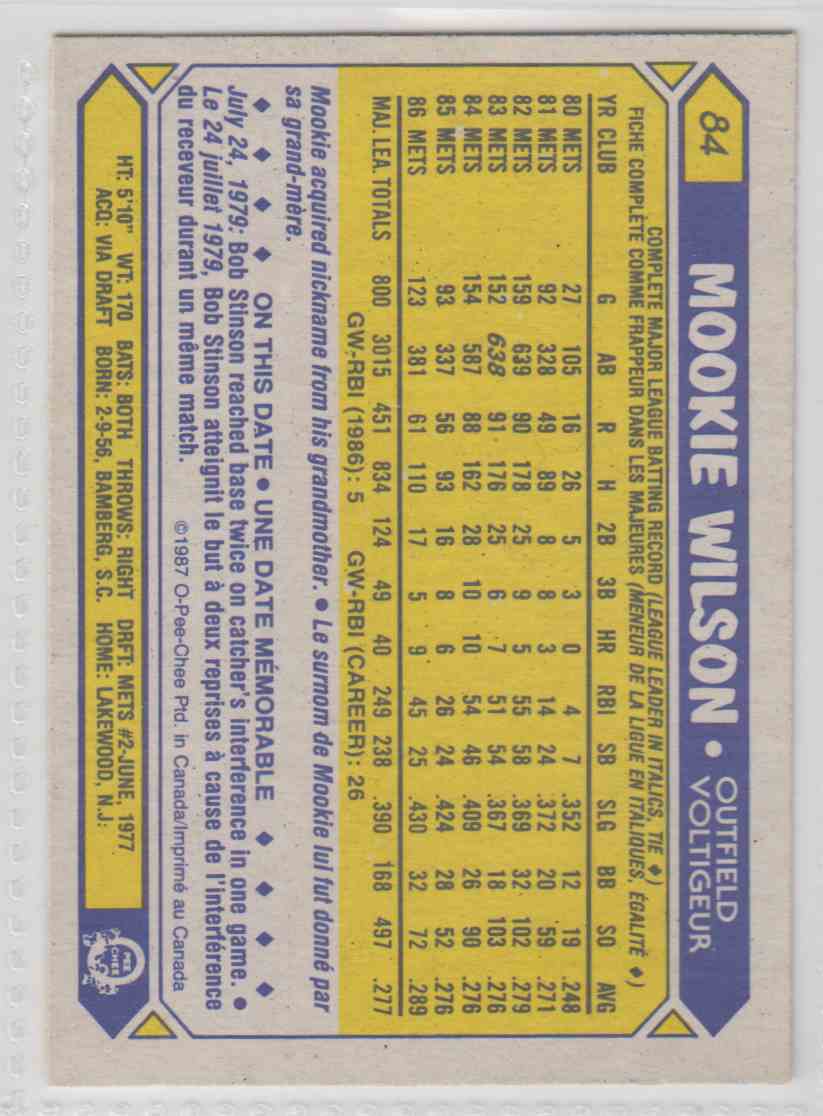 84
MOOKIE WILSON • OUTFIELD
VOLTIGEUR
COMPLETE MAJOR LEAGUE BATTING RECORD (LEAGUE LEADER IN ITALICS, TIE ◆)
FICHE COMPLÈTE COMME FRAPPEUR DANS LES MAJEURES (MENEUR DE LA LIGUE EN ITALIQUES, ÉGALITÉ ◆)
YR CLUB G AB R H 2B 3B HR RBI SB SLG BB SO AVG
80 METS 27 105 16 26 5 3 0 4 7 .352 12 19 .248
81 METS 92 328 49 89 8 8 3 14 24 .372 20 59 .271
82 METS 159 639 90 178 25 9 5 55 58 .369 32 102 .279
83 METS 152 638 91 176 25 6 7 51 54 .367 18 103 .276
84 METS 154 587 88 162 28 10 10 54 46 .409 26 90 .276
85 METS 93 337 56 93 16 8 6 26 24 .424 28 52 .276
86 METS 123 381 61 110 17 5 9 45 25 .430 32 72 .289
MAJ. LEA. TOTALS 800 3015 451 834 124 49 40 249 238 .390 168 497 .277
GW-RBI (1986): 5 GW-RBI (CAREER): 26
Mookie acquired nickname from his grandmother. • Le surnom de Mookie lui fut donné par
sa grand-mère.
◆ ◆ ◆ ◆ ON THIS DATE • UNE DATE MÉMORABLE ◆ ◆ ◆ ◆
July 24, 1979: Bob Stinson reached base twice on catcher's interference in one game. •
Le 24 juillet 1979, Bob Stinson atteignit le but à deux reprises à cause de l'interférence
du receveur durant un même match.
©1987 O-Pee-Chee Ptd. in Canada/Imprimé au Canada
HT: 5'10" WT: 170 BATS: BOTH THROWS: RIGHT DRFT: METS #2-JUNE, 1977
ACQ: VIA DRAFT BORN: 2-9-56, BAMBERG, S.C. HOME: LAKEWOOD, N.J.
O
PEE
CHEE